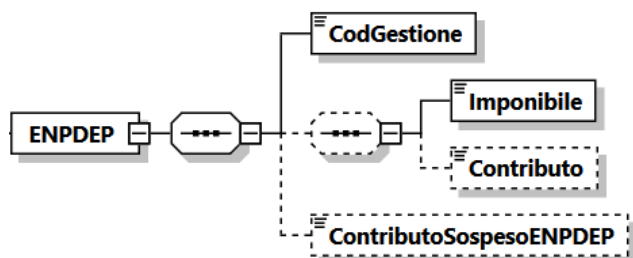 CodGestione
Imponibile
ENPDEP
Contributo
ContributoSospesoENPDEP